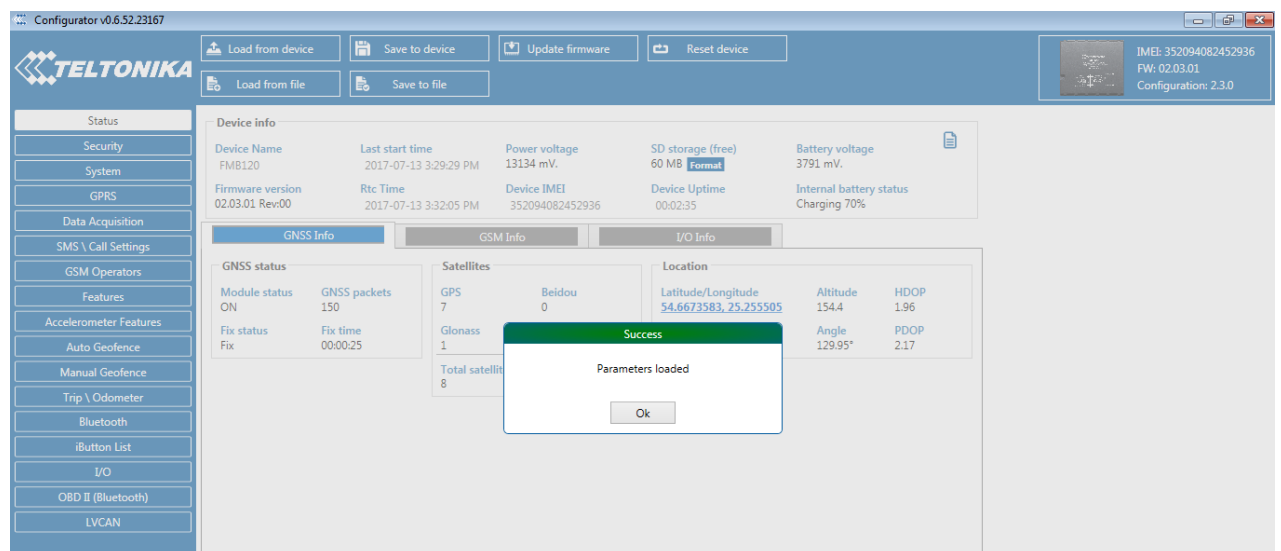 Configurator v0.6.52.23167
TELTONIKA
Load from device
Save to device
Update firmware
Reset device
Load from file
Save to file
IMEI: 352094082452936
FW: 02.03.01
Configuration: 2.3.0
Status
Security
System
GPRS
Data Acquisition
SMS \ Call Settings
GSM Operators
Features
Accelerometer Features
Auto Geofence
Manual Geofence
Trip \ Odometer
Bluetooth
iButton List
I/O
OBD II (Bluetooth)
LVCAN
Device info
Device Name Last start time Power voltage SD storage (free) Battery voltage
FMB120 2017-07-13 3:29:29 PM 13134 mV. 60 MB Format 3791 mV.
Firmware version Rtc Time Device IMEI Device Uptime Internal battery status
02.03.01 Rev:00 2017-07-13 3:32:05 PM 352094082452936 00:02:35 Charging 70%
GNSS Info GSM Info I/O Info
GNSS status
Module status GNSS packets
ON 150
Fix status Fix time
Fix 00:00:25
Satellites
GPS Beidou
7 0
Glonass
1
Total satellit
8
Location
Latitude/Longitude Altitude HDOP
54.6673583, 25.255505 154.4 1.96
Angle PDOP
129.95° 2.17
Success
Parameters loaded
Ok